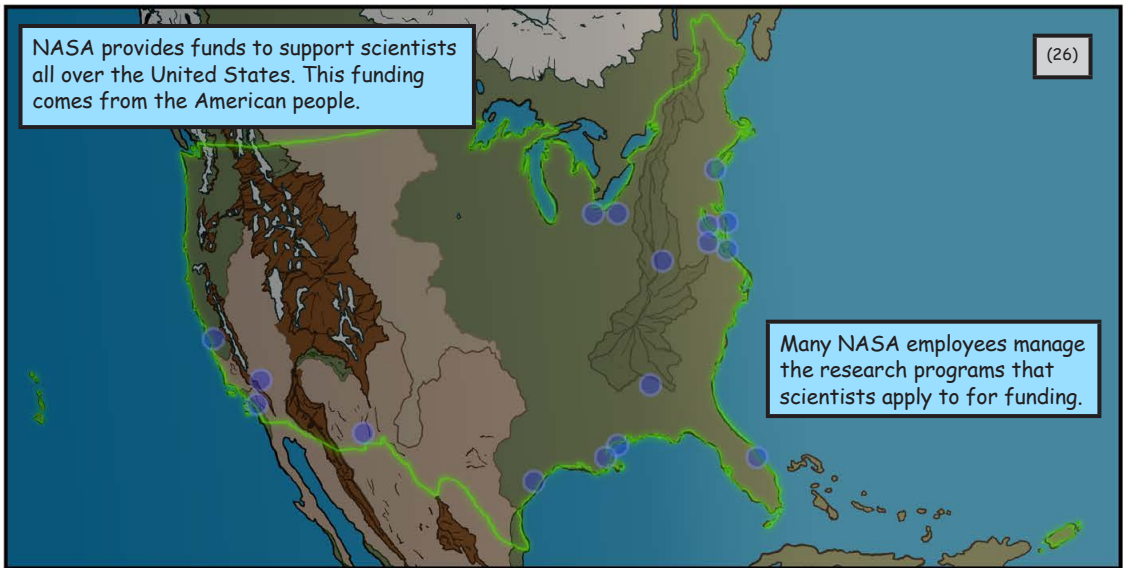 NASA provides funds to support scientists
all over the United States. This funding
comes from the American people.
(26)
Many NASA employees manage
the research programs that
scientists apply to for funding.